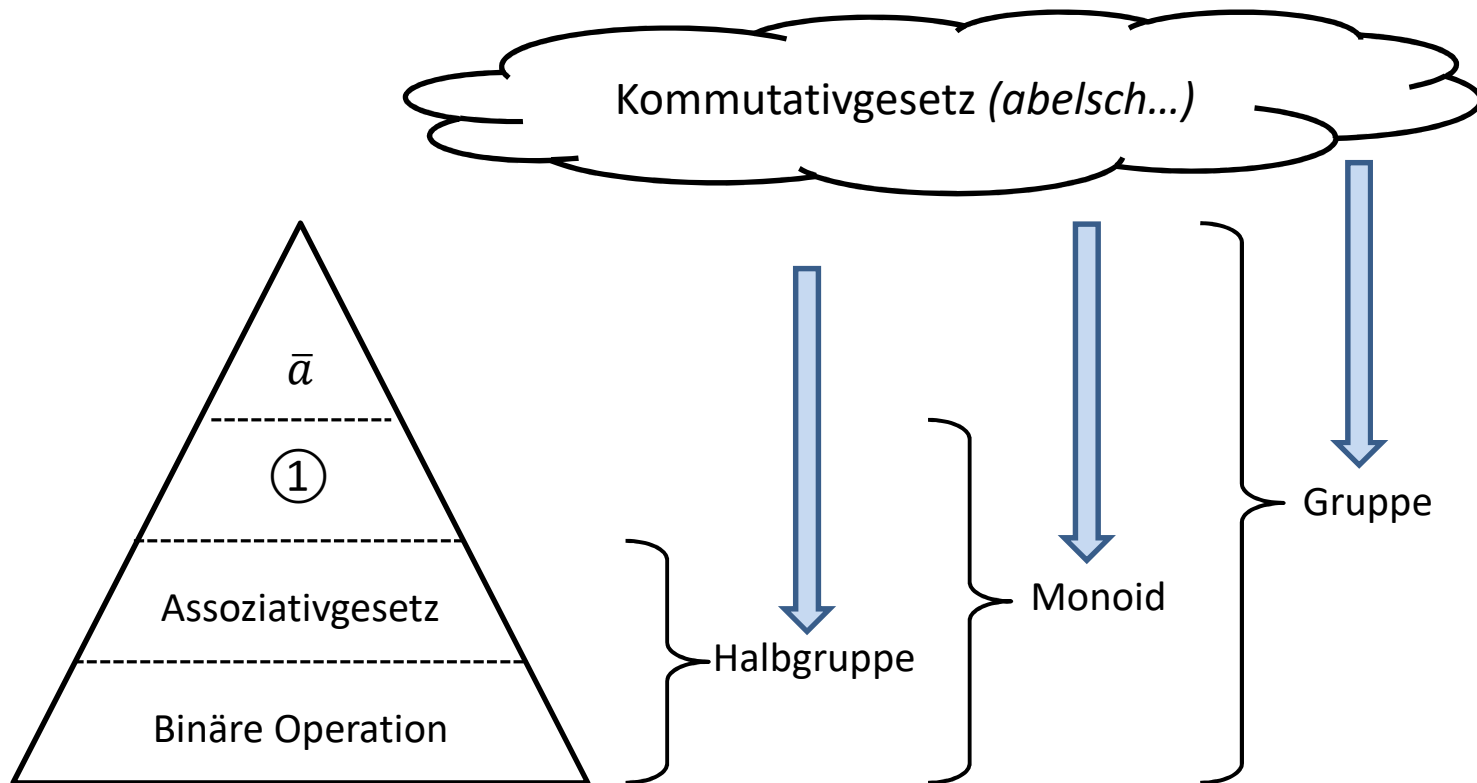 Kommutativgesetz (abelsch...)
a̅
①
Gruppe
Monoid
Assoziativgesetz
Halbgruppe
Binäre Operation